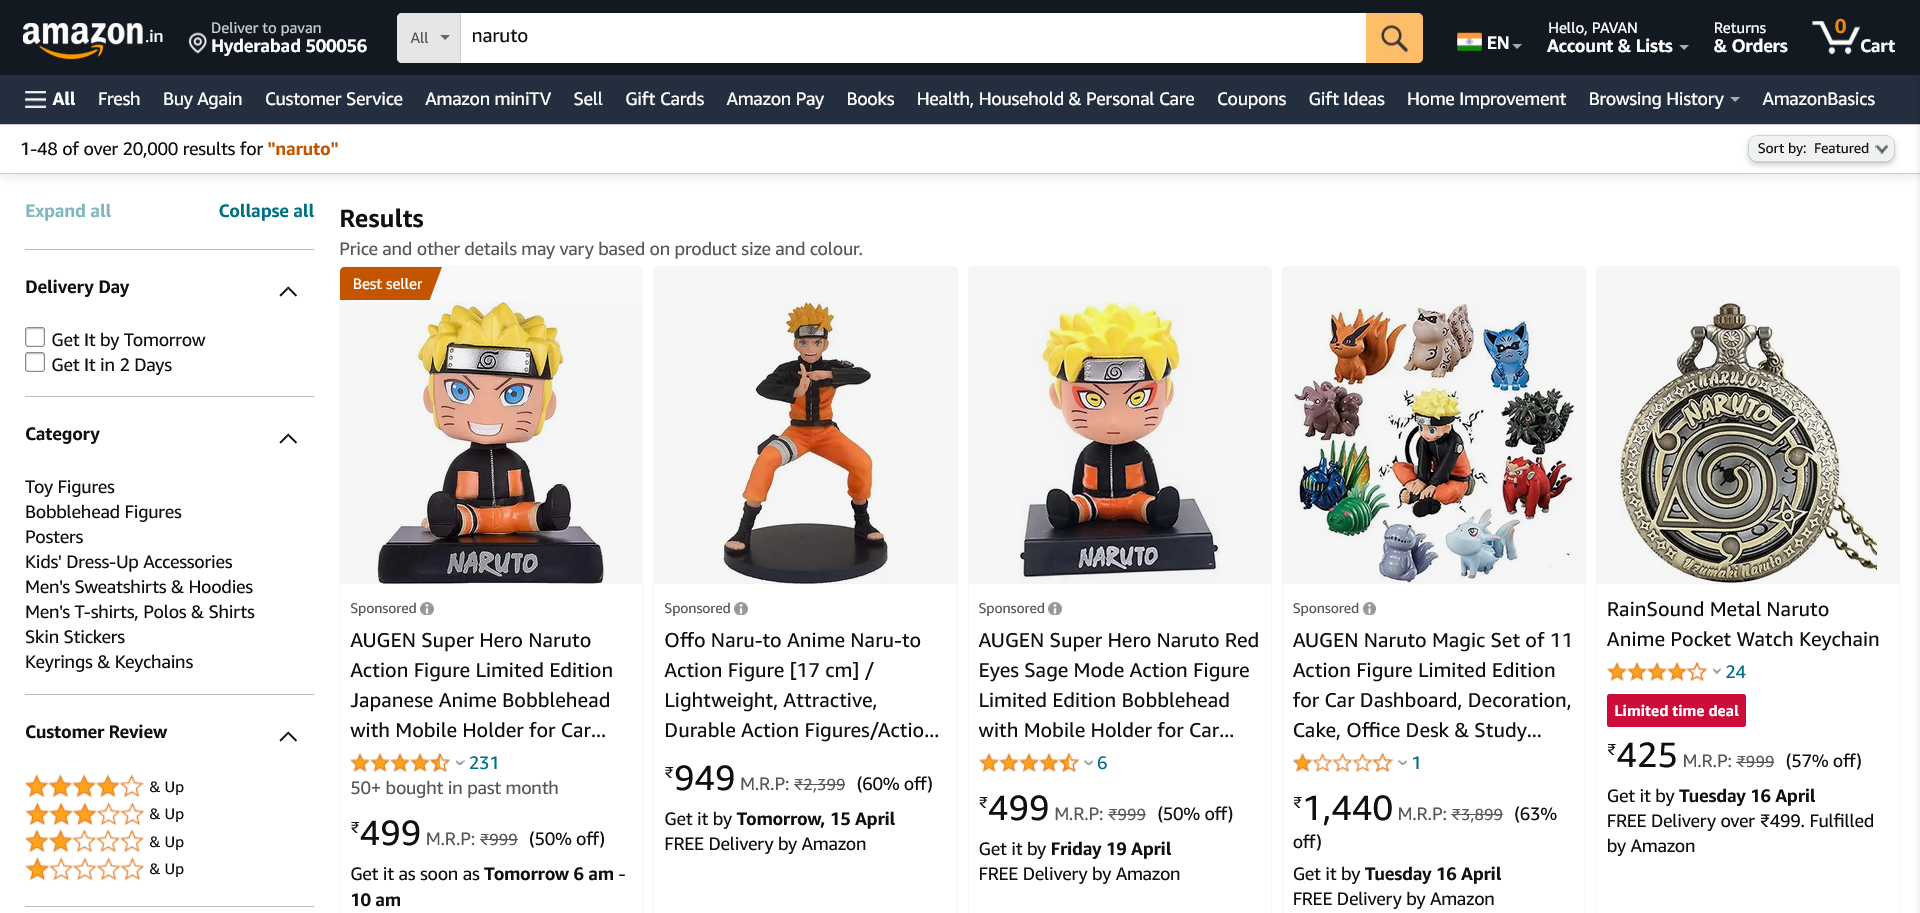 amazon.in
Deliver to pavan
Hyderabad 500056
All
naruto
EN
Hello, PAVAN
Account & Lists
Returns
& Orders
0
Cart
All Fresh Buy Again Customer Service Amazon miniTV Sell Gift Cards Amazon Pay Books Health, Household & Personal Care Coupons Gift Ideas Home Improvement Browsing History AmazonBasics
1-48 of over 20,000 results for "naruto"
Sort by: Featured
Expand all
Collapse all
Delivery Day
Get It by Tomorrow
Get It in 2 Days
Category
Toy Figures
Bobblehead Figures
Posters
Kids' Dress-Up Accessories
Men's Sweatshirts & Hoodies
Men's T-shirts, Polos & Shirts
Skin Stickers
Keyrings & Keychains
Customer Review
& Up
& Up
& Up
& Up
Results
Price and other details may vary based on product size and colour.
Best seller
NARUTO
Sponsored
AUGEN Super Hero Naruto
Action Figure Limited Edition
Japanese Anime Bobblehead
with Mobile Holder for Car...
231
50+ bought in past month
₹499 M.R.P: ₹999 (50% off)
Get it as soon as Tomorrow 6 am -
10 am
Sponsored
Offo Naru-to Anime Naru-to
Action Figure [17 cm] /
Lightweight, Attractive,
Durable Action Figures/Actio...
₹949 M.R.P: ₹2,399 (60% off)
Get it by Tomorrow, 15 April
FREE Delivery by Amazon
NARUTO
Sponsored
AUGEN Super Hero Naruto Red
Eyes Sage Mode Action Figure
Limited Edition Bobblehead
with Mobile Holder for Car...
6
₹499 M.R.P: ₹999 (50% off)
Get it by Friday 19 April
FREE Delivery by Amazon
Sponsored
AUGEN Naruto Magic Set of 11
Action Figure Limited Edition
for Car Dashboard, Decoration,
Cake, Office Desk & Study...
1
₹1,440 M.R.P: ₹3,899 (63%
off)
Get it by Tuesday 16 April
FREE Delivery by Amazon
NARUTO
NARUTO
Uzumaki Naruto
RainSound Metal Naruto
Anime Pocket Watch Keychain
24
Limited time deal
₹425 M.R.P: ₹999 (57% off)
Get it by Tuesday 16 April
FREE Delivery over ₹499. Fulfilled
by Amazon